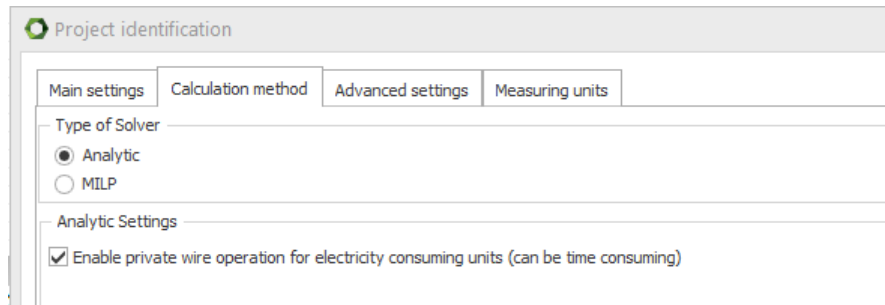 Project identification
Main settings Calculation method Advanced settings Measuring units
Type of Solver
Analytic
MILP
Analytic Settings
Enable private wire operation for electricity consuming units (can be time consuming)